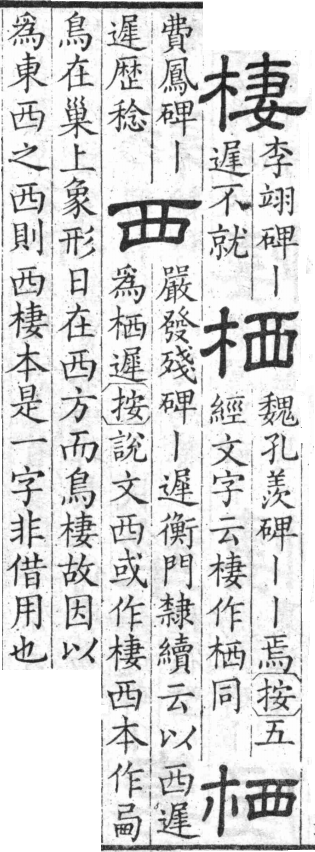 棲
李翊碑丨
遲不就
栖
魏孔羨碑丨丨焉按五
經文字云棲作栖同
栖
費鳳碑丨
遲歴稔
西
嚴發殘碑丨遲衡門隸續云以西遲
爲栖遲按說文西或作棲西本作
鳥在巢上象形日在西方而鳥棲故因以
爲東西之西則西棲本是一字非借用也